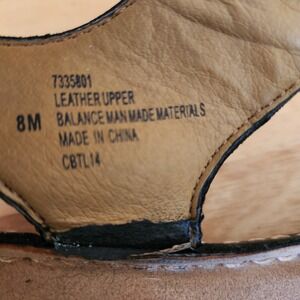 7335801
LEATHER UPPER
8M BALANCE MAN MADE MATERIALS
MADE IN CHINA
CBTL14